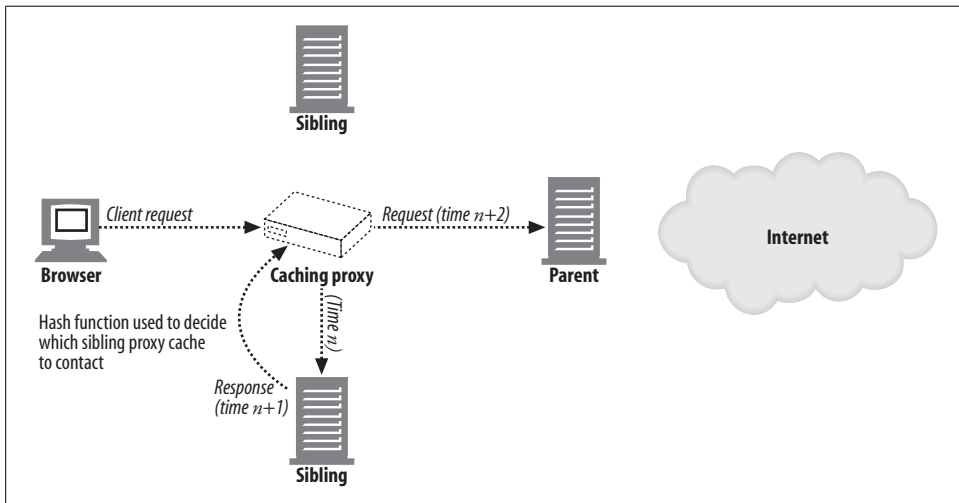 Sibling
Client request
Request (time n+2)
Internet
Browser
Caching proxy
Parent
Hash function used to decide
which sibling proxy cache
to contact
(Time n)
Response
(time n+1)
Sibling